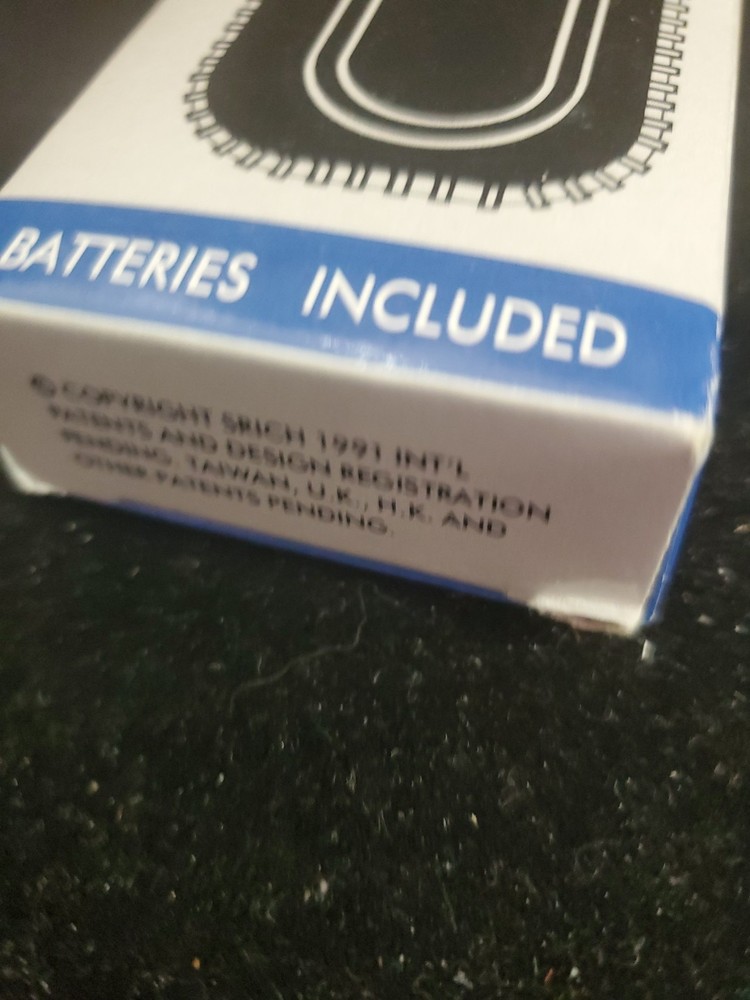 BATTERIES INCLUDED
© COPYRIGHT SRICH 1991 INT'L
PATENTS AND DESIGN REGISTRATION
PENDING. TAIWAN, U.K., H.K. AND
OTHER PATENTS PENDING.